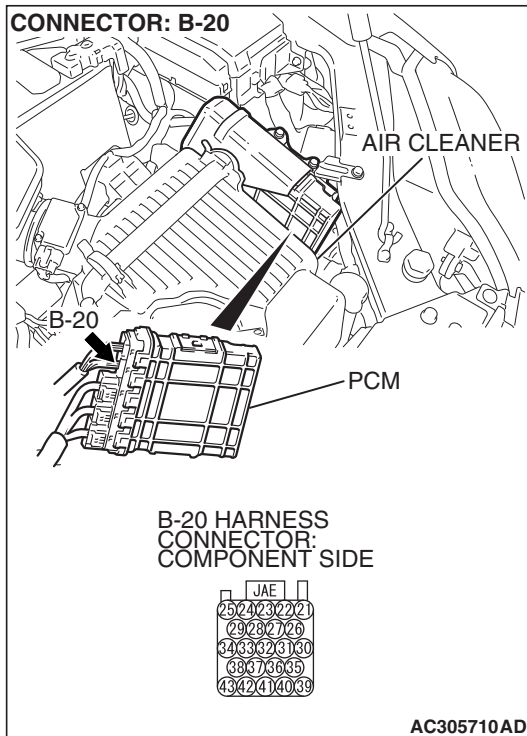 CONNECTOR: B-20
AIR CLEANER
B-20
PCM
B-20 HARNESS
CONNECTOR:
COMPONENT SIDE
JAE
25 24 23 22 21
29 28 27 26
34 33 32 31 30
38 37 36 35
43 42 41 40 39
AC305710AD